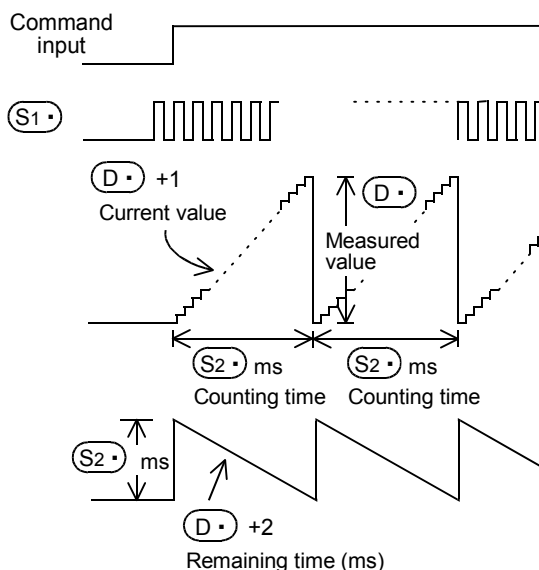 Command
input
S1 •
D • +1
Current value
D •
Measured
value
S2 • ms
Counting time
S2 • ms
Counting time
S2 • ms
D • +2
Remaining time (ms)